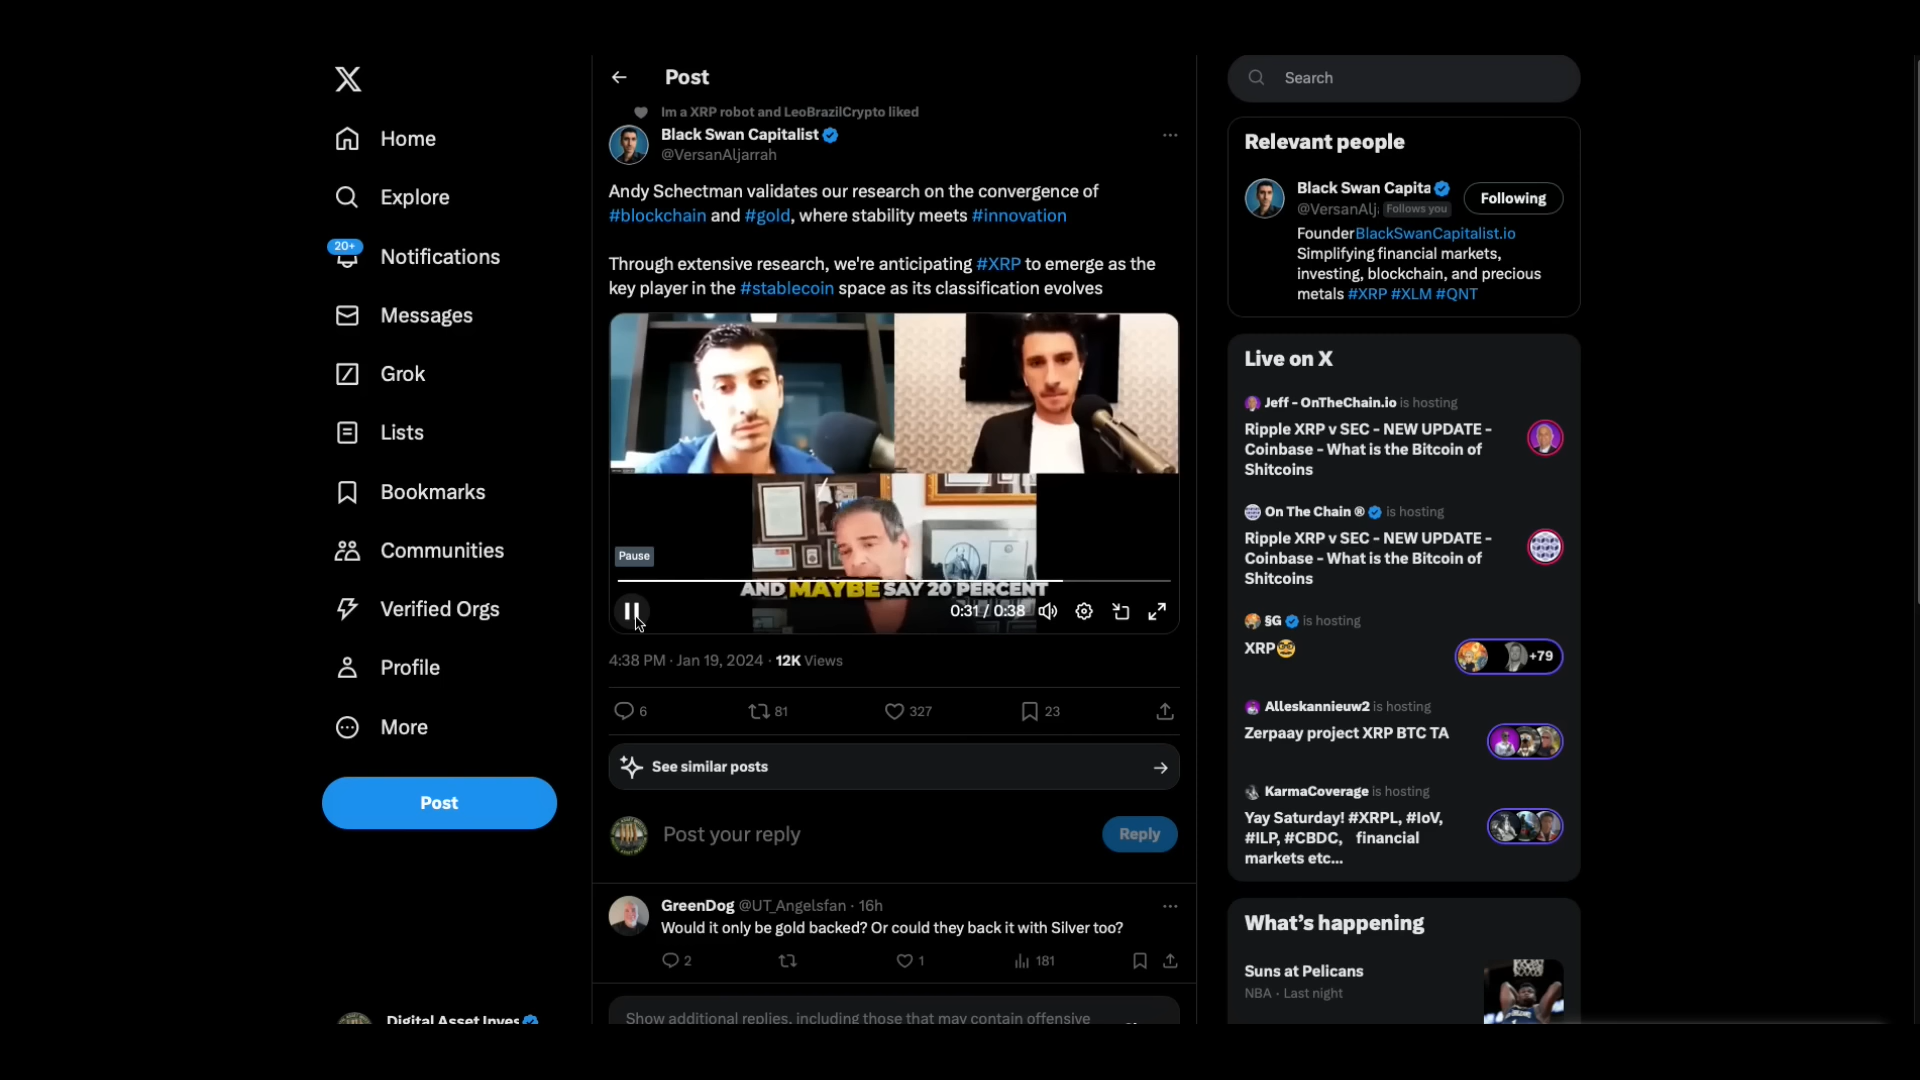 Home
Explore
20+
Notifications
Messages
Grok
Lists
Bookmarks
Communities
Verified Orgs
Profile
More
Post
Digital Asset Inves
Post
Im a XRP robot and LeoBrazilCrypto liked
Black Swan Capitalist
@VersanAljarrah
Andy Schectman validates our research on the convergence of
#blockchain and #gold, where stability meets #innovation
Through extensive research, we're anticipating #XRP to emerge as the
key player in the #stablecoin space as its classification evolves
Pause
AND MAYBE SAY 20 PERCENT
0:31 / 0:38
4:38 PM · Jan 19, 2024 · 12K Views
6 81 327 23
See similar posts
Post your reply
Reply
GreenDog @UT_Angelsfan · 16h
Would it only be gold backed? Or could they back it with Silver too?
2 1 181
Show additional replies, including those that may contain offensive
Search
Relevant people
Black Swan Capita
Following
@VersanAlj Follows you
FounderBlackSwanCapitalist.io
Simplifying financial markets,
investing, blockchain, and precious
metals #XRP #XLM #QNT
Live on X
Jeff - OnTheChain.io is hosting
Ripple XRP v SEC - NEW UPDATE -
Coinbase - What is the Bitcoin of
Shitcoins
On The Chain ® is hosting
Ripple XRP v SEC - NEW UPDATE -
Coinbase - What is the Bitcoin of
Shitcoins
§G is hosting
XRP🤓
+79
Alleskannieuw2 is hosting
Zerpaay project XRP BTC TA
KarmaCoverage is hosting
Yay Saturday! #XRPL, #IoV,
#ILP, #CBDC, financial
markets etc...
What's happening
Suns at Pelicans
NBA · Last night